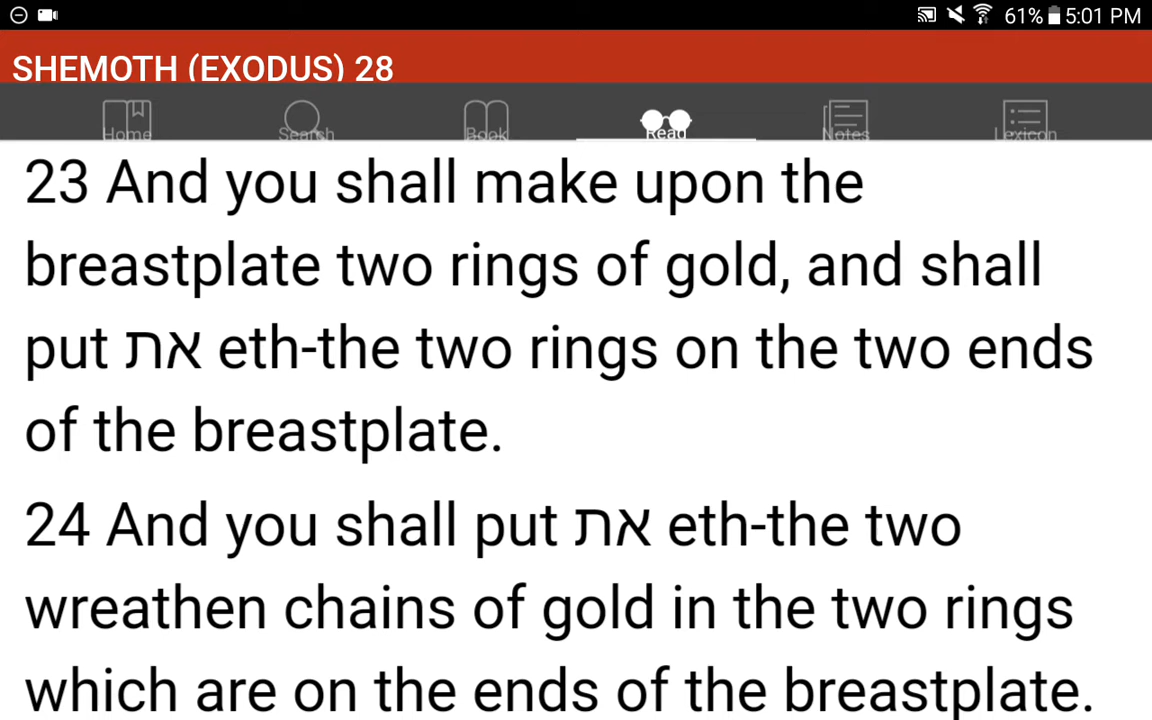 61% 5:01 PM
SHEMOTH (EXODUS) 28
Home Search Book Read Notes Lexicon
23 And you shall make upon the
breastplate two rings of gold, and shall
put את eth-the two rings on the two ends
of the breastplate.
24 And you shall put את eth-the two
wreathen chains of gold in the two rings
which are on the ends of the breastplate.